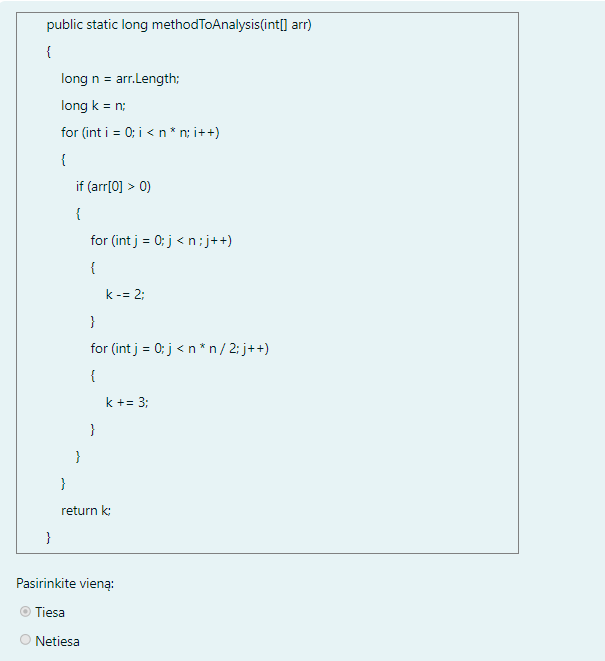 public static long methodToAnalysis(int[] arr)
{
long n = arr.Length;
long k = n;
for (int i = 0; i < n * n; i++)
{
if (arr[0] > 0)
{
for (int j = 0; j < n ; j++)
{
k -= 2;
}
for (int j = 0; j < n * n / 2; j++)
{
k += 3;
}
}
}
return k;
}
Pasirinkite vieną:
Tiesa
Netiesa